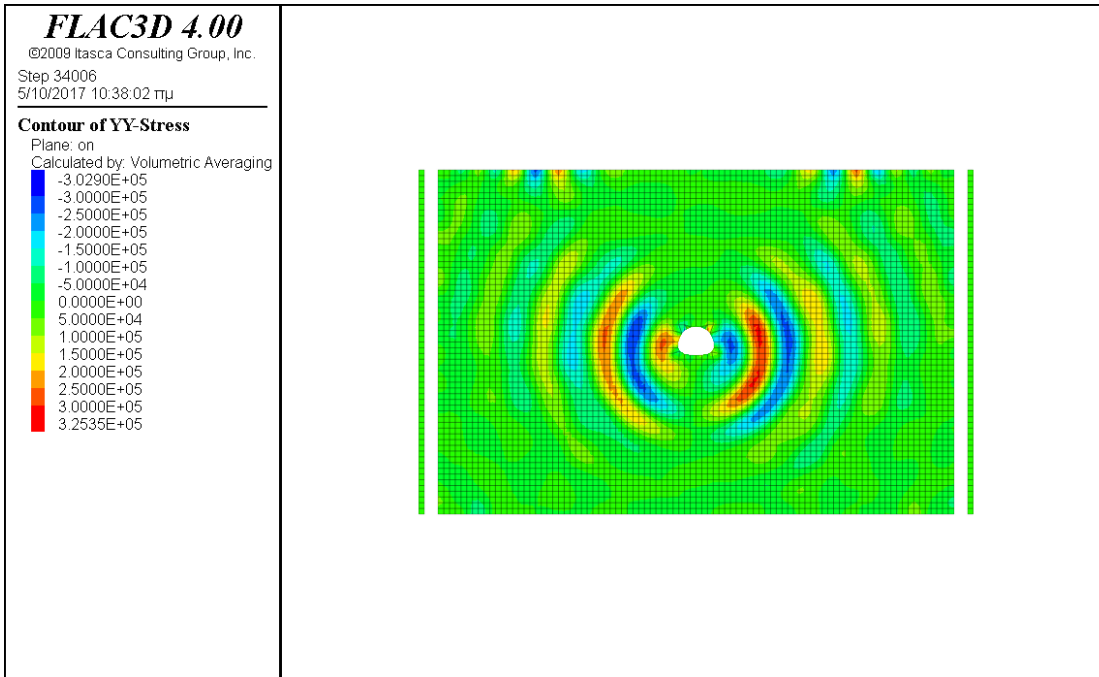 FLAC3D 4.00
©2009 Itasca Consulting Group, Inc.
Step 34006
5/10/2017 10:38:02 πμ
Contour of YY-Stress
Plane: on
Calculated by: Volumetric Averaging
-3.0290E+05
-3.0000E+05
-2.5000E+05
-2.0000E+05
-1.5000E+05
-1.0000E+05
-5.0000E+04
0.0000E+00
5.0000E+04
1.0000E+05
1.5000E+05
2.0000E+05
2.5000E+05
3.0000E+05
3.2535E+05